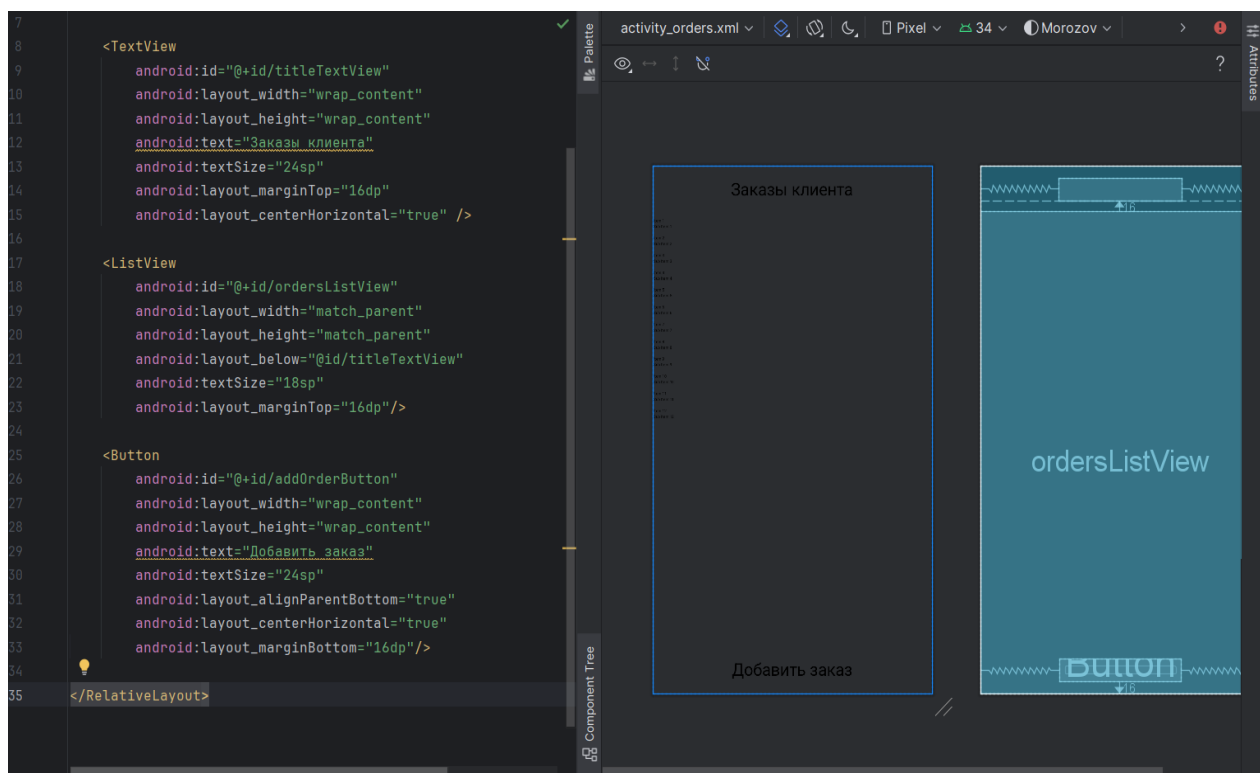 7
8 <TextView
9 android:id="@+id/titleTextView"
10 android:layout_width="wrap_content"
11 android:layout_height="wrap_content"
12 android:text="Заказы клиента"
13 android:textSize="24sp"
14 android:layout_marginTop="16dp"
15 android:layout_centerHorizontal="true" />
16
17 <ListView
18 android:id="@+id/ordersListView"
19 android:layout_width="match_parent"
20 android:layout_height="match_parent"
21 android:layout_below="@id/titleTextView"
22 android:textSize="18sp"
23 android:layout_marginTop="16dp"/>
24
25 <Button
26 android:id="@+id/addOrderButton"
27 android:layout_width="wrap_content"
28 android:layout_height="wrap_content"
29 android:text="Добавить заказ"
30 android:textSize="24sp"
31 android:layout_alignParentBottom="true"
32 android:layout_centerHorizontal="true"
33 android:layout_marginBottom="16dp"/>
34
35 </RelativeLayout>
Palette
Component Tree
activity_orders.xml Pixel 34 Morozov
?
Attributes
Заказы клиента
Добавить заказ
16
ordersListView
Button
16